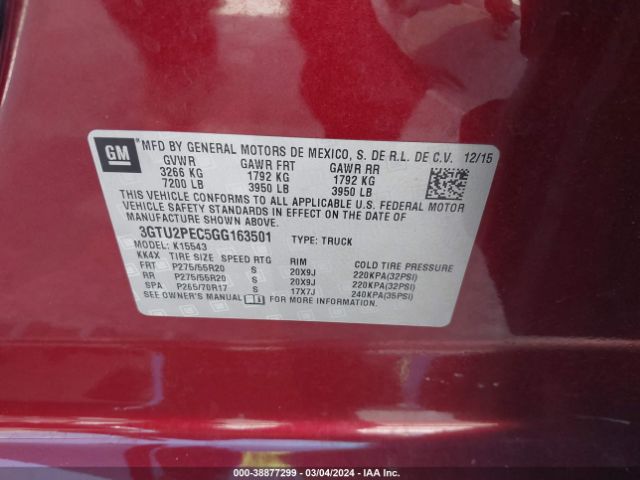 GM
MFD BY GENERAL MOTORS DE MEXICO, S. DE R.L. DE C.V. 12/15
GVWR GAWR FRT GAWR RR
3266 KG 1792 KG 1792 KG
7200 LB 3950 LB 3950 LB
THIS VEHICLE CONFORMS TO ALL APPLICABLE U.S. FEDERAL MOTOR
VEHICLE SAFETY STANDARDS IN EFFECT ON THE DATE OF
MANUFACTURE SHOWN ABOVE.
3GTU2PEC5GG163501 TYPE: TRUCK
MODEL: K15543
KK4X TIRE SIZE SPEED RTG RIM COLD TIRE PRESSURE
FRT P275/55R20 S 20X9J 220KPA(32PSI)
RR P275/55R20 S 20X9J 220KPA(32PSI)
SPA P265/70R17 S 17X7J 240KPA(35PSI)
SEE OWNER'S MANUAL FOR MORE INFORMATION.
000-38877299 - 03/04/2024 - IAA Inc.